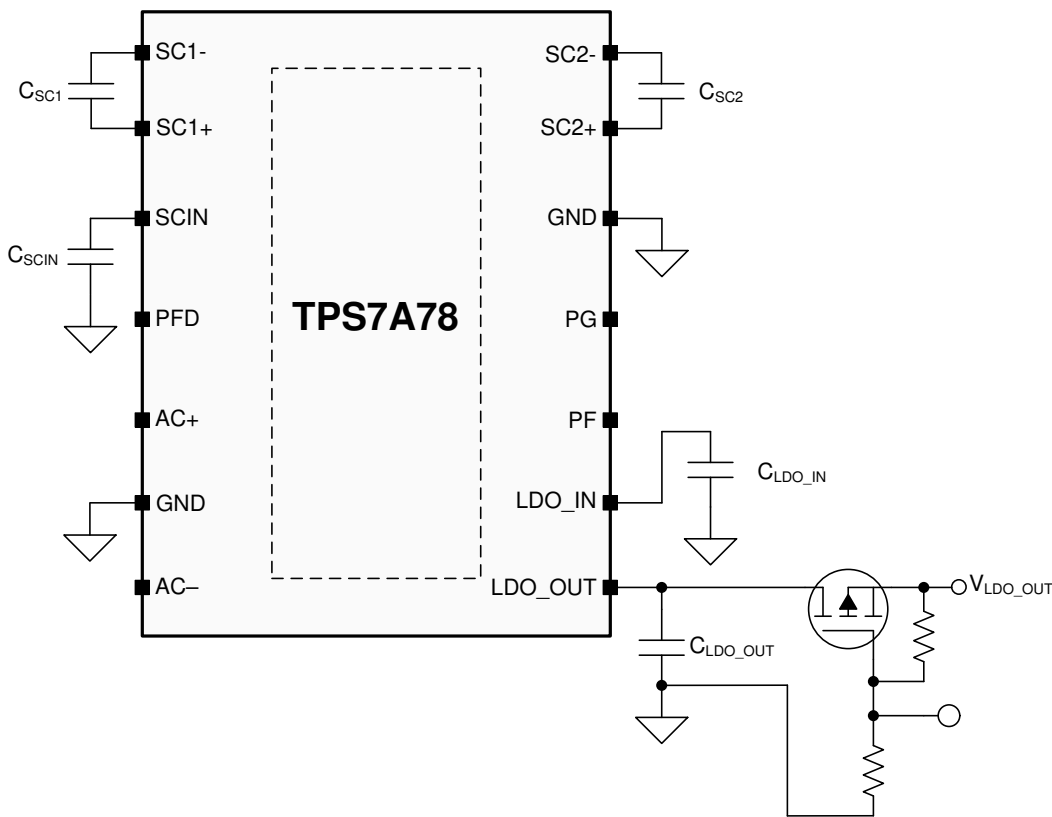 SC1-
SC2-
C_SC1
C_SC2
SC1+
SC2+
SCIN
GND
C_SCIN
PFD
TPS7A78
PG
AC+
PF
C_LDO_IN
GND
LDO_IN
AC–
LDO_OUT
V_LDO_OUT
C_LDO_OUT